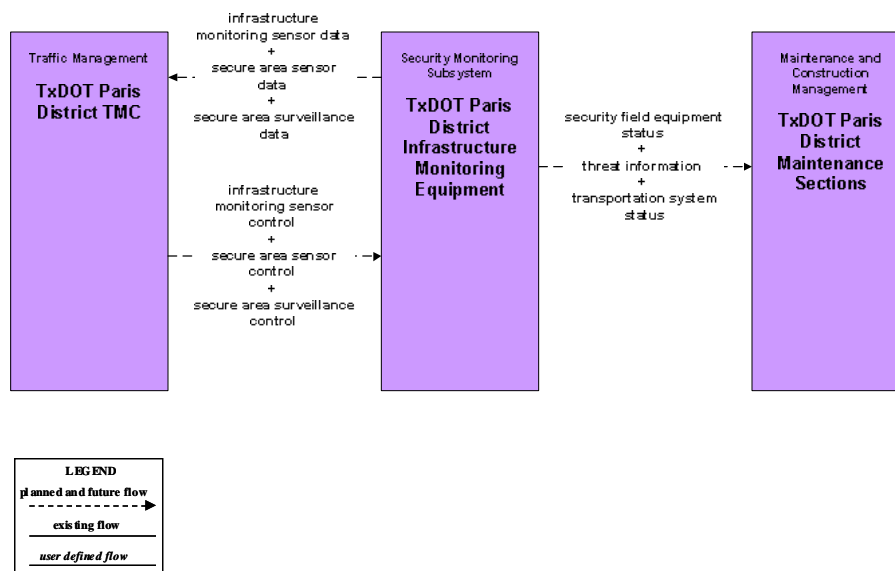 Traffic Management
TxDOT Paris
District TMC
infrastructure
monitoring sensor data
+
secure area sensor
data
+
secure area surveillance
data
infrastructure
monitoring sensor
control
+
secure area sensor
control
+
secure area surveillance
control
Security Monitoring
Subsystem
TxDOT Paris
District
Infrastructure
Monitoring
Equipment
security field equipment
status
+
threat information
+
transportation system
status
Maintenance and
Construction
Management
TxDOT Paris
District
Maintenance
Sections
LEGEND
planned and future flow
existing flow
user defined flow